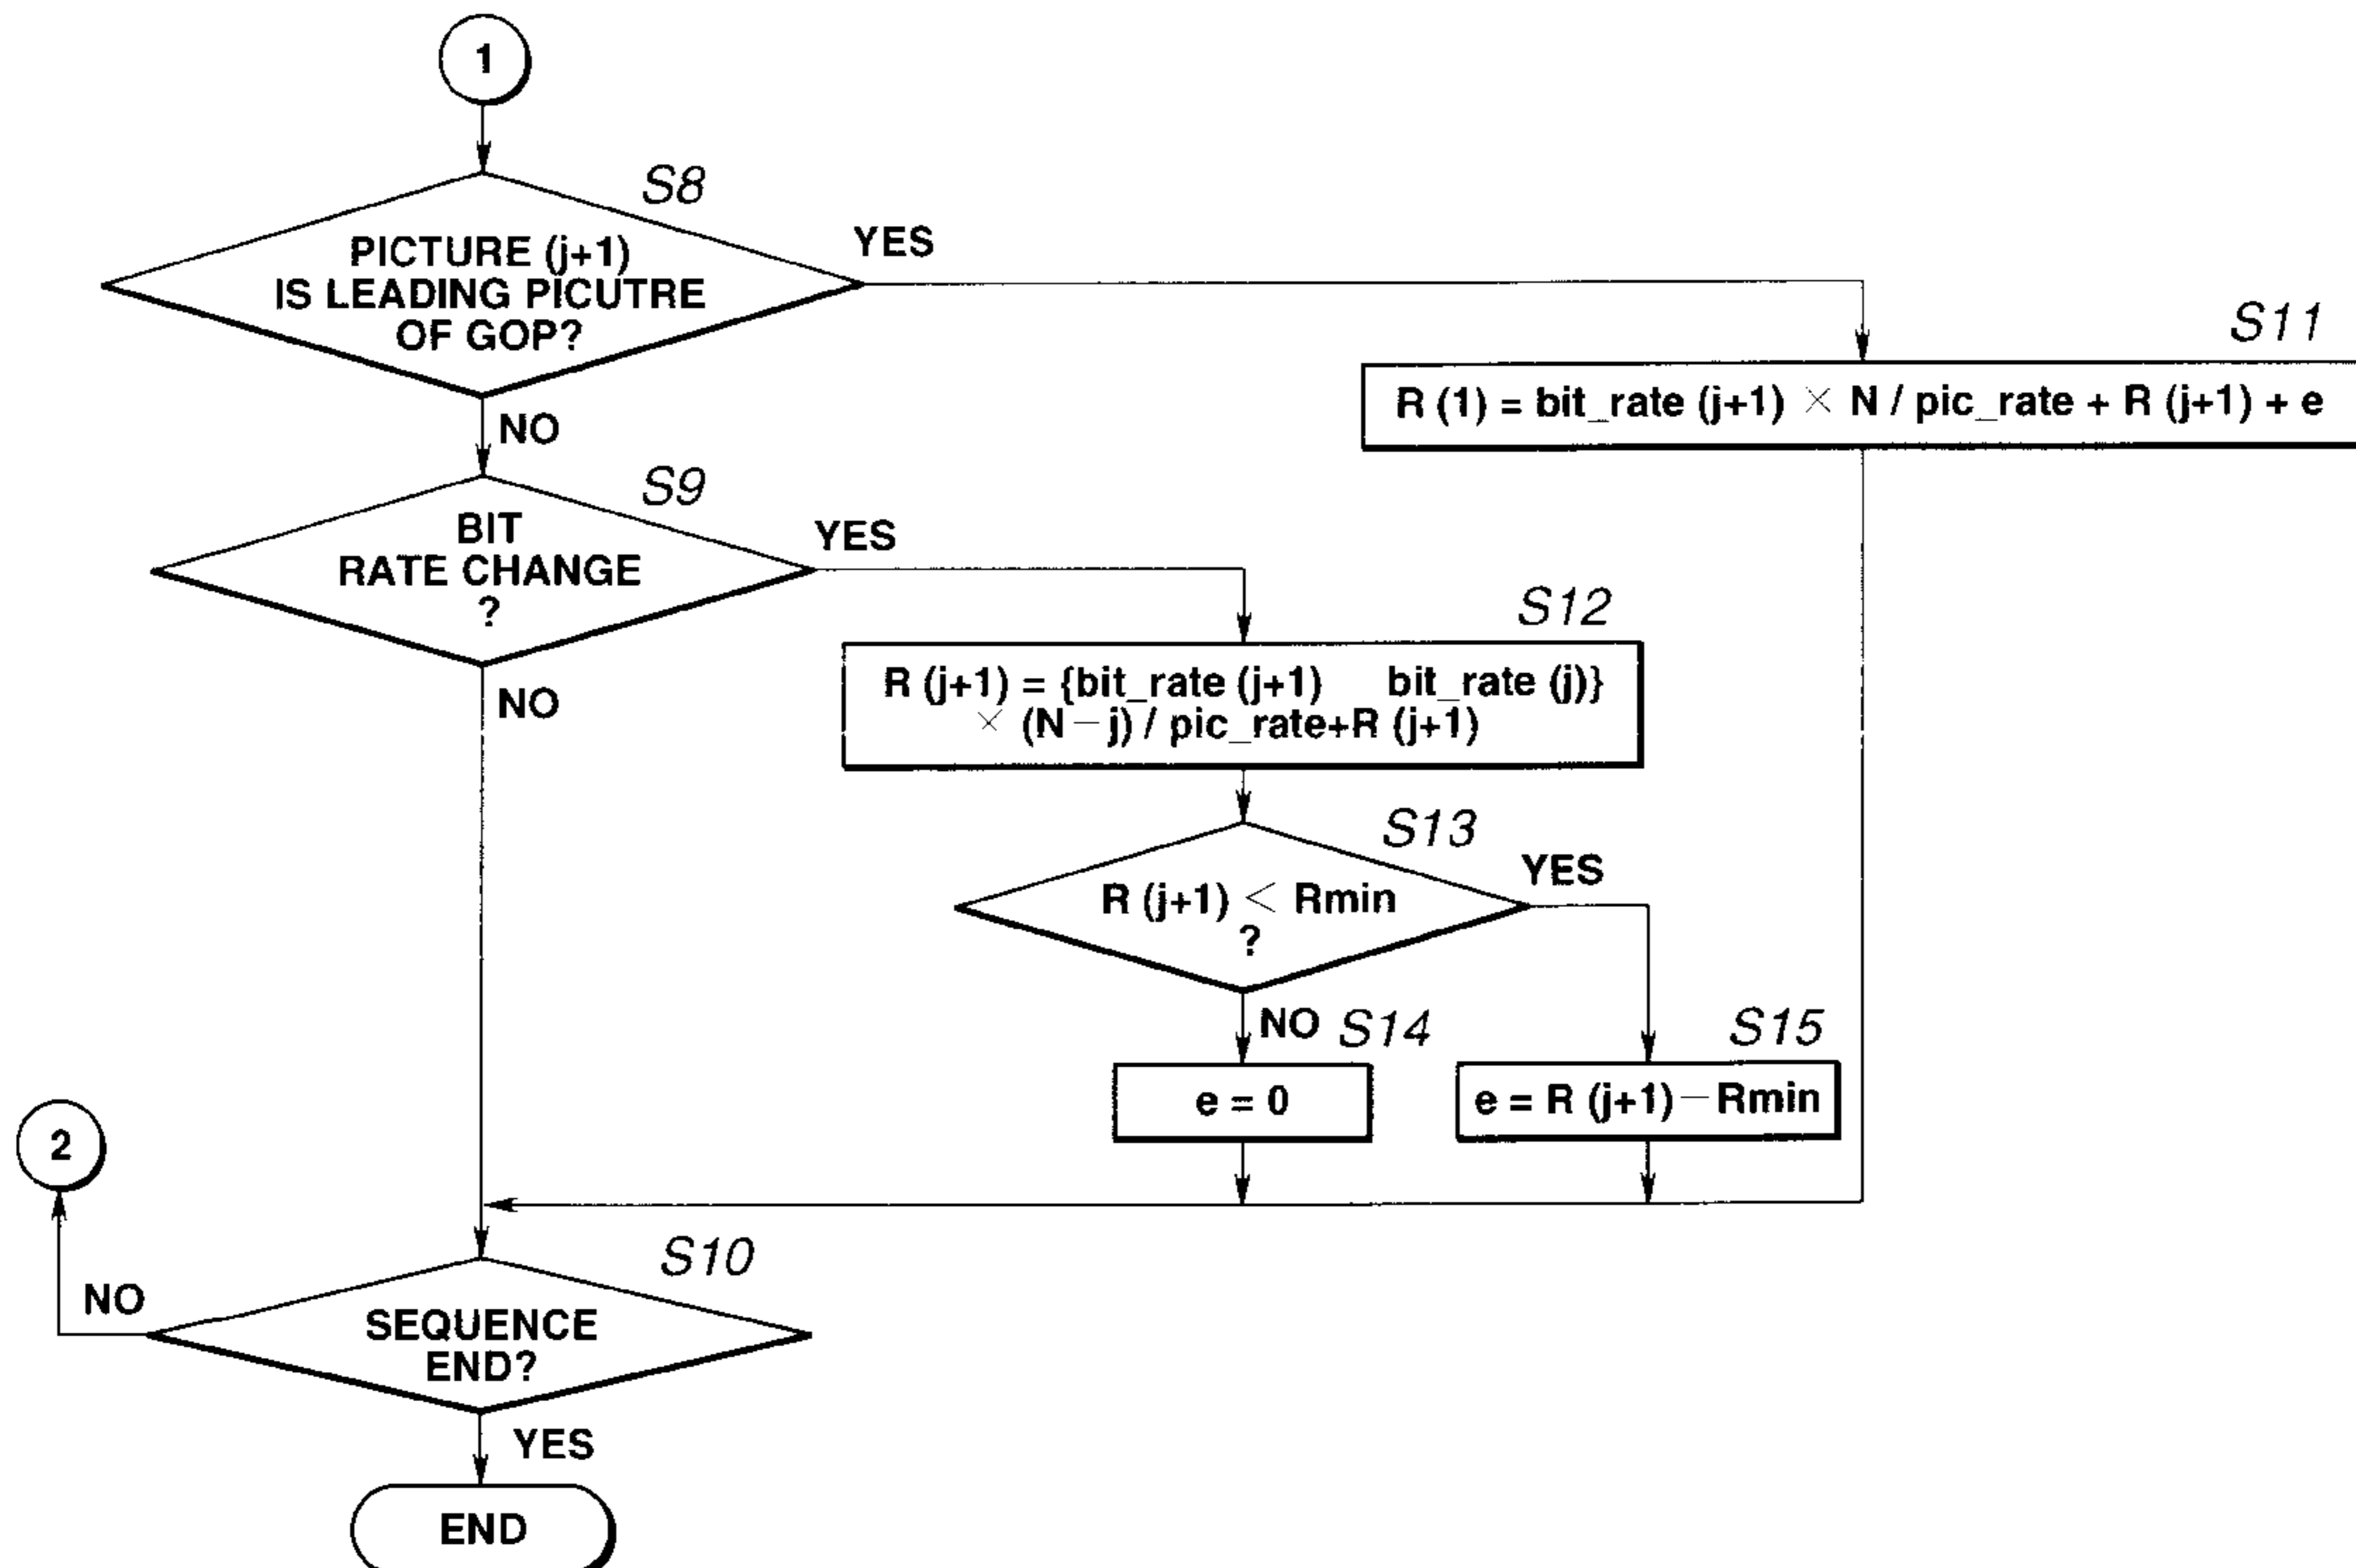 1
S8
PICTURE (j+1)
IS LEADING PICUTRE
OF GOP?
YES
NO
S11
R (1) = bit_rate (j+1) × N / pic_rate + R (j+1) + e
S9
BIT
RATE CHANGE
?
YES
NO
S12
R (j+1) = {bit_rate (j+1) bit_rate (j)}
× (N−j) / pic_rate+R (j+1)
S13
R (j+1) < Rmin
?
YES
NO
S14
e = 0
S15
e = R (j+1) − Rmin
2
S10
NO
SEQUENCE
END?
YES
END